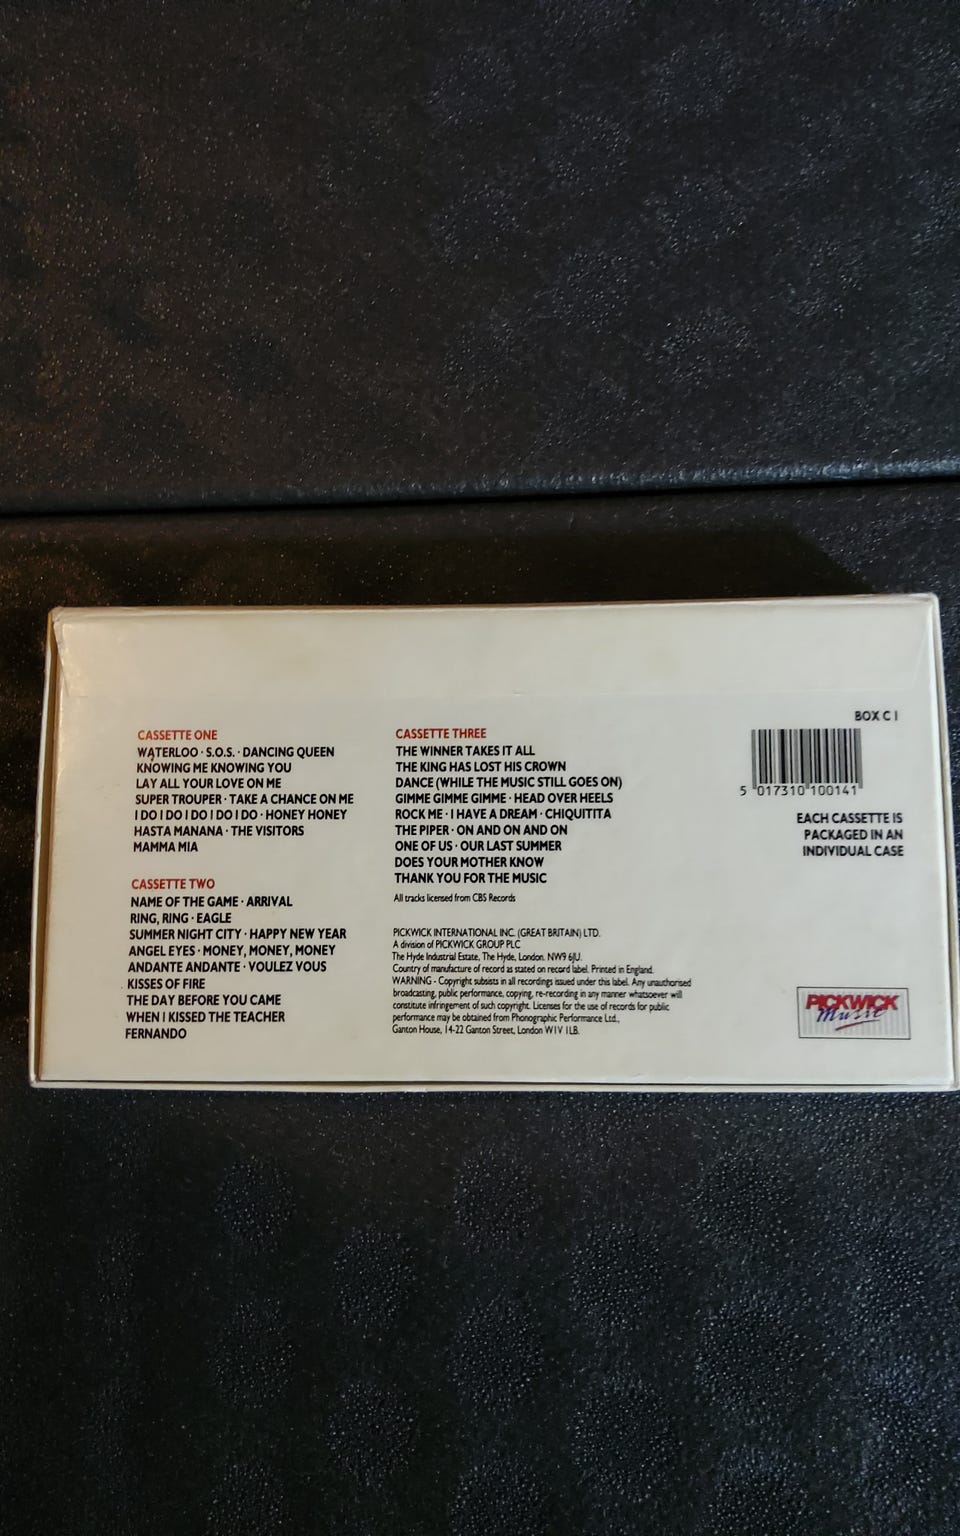 CASSETTE ONE
WATERLOO · S.O.S. · DANCING QUEEN
KNOWING ME KNOWING YOU
LAY ALL YOUR LOVE ON ME
SUPER TROUPER · TAKE A CHANCE ON ME
I DO I DO I DO I DO I DO · HONEY HONEY
HASTA MANANA · THE VISITORS
MAMMA MIA
CASSETTE TWO
NAME OF THE GAME · ARRIVAL
RING, RING · EAGLE
SUMMER NIGHT CITY · HAPPY NEW YEAR
ANGEL EYES · MONEY, MONEY, MONEY
ANDANTE ANDANTE · VOULEZ VOUS
KISSES OF FIRE
THE DAY BEFORE YOU CAME
WHEN I KISSED THE TEACHER
FERNANDO
CASSETTE THREE
THE WINNER TAKES IT ALL
THE KING HAS LOST HIS CROWN
DANCE (WHILE THE MUSIC STILL GOES ON)
GIMME GIMME GIMME · HEAD OVER HEELS
ROCK ME · I HAVE A DREAM · CHIQUITITA
THE PIPER · ON AND ON AND ON
ONE OF US · OUR LAST SUMMER
DOES YOUR MOTHER KNOW
THANK YOU FOR THE MUSIC
All tracks licensed from CBS Records
PICKWICK INTERNATIONAL INC. (GREAT BRITAIN) LTD.
A division of PICKWICK GROUP PLC
The Hyde Industrial Estate, The Hyde, London. NW9 6JU.
Country of manufacture of record as stated on record label. Printed in England.
WARNING - Copyright subsists in all recordings issued under this label. Any unauthorised
broadcasting, public performance, copying, re-recording in any manner whatsoever will
constitute infringement of such copyright. Licenses for the use of records for public
performance may be obtained from Phonographic Performance Ltd.,
Ganton House, 14-22 Ganton Street, London W1V 1LB.
BOX C 1
5 017310 100141
EACH CASSETTE IS
PACKAGED IN AN
INDIVIDUAL CASE
PICKWICK
Music